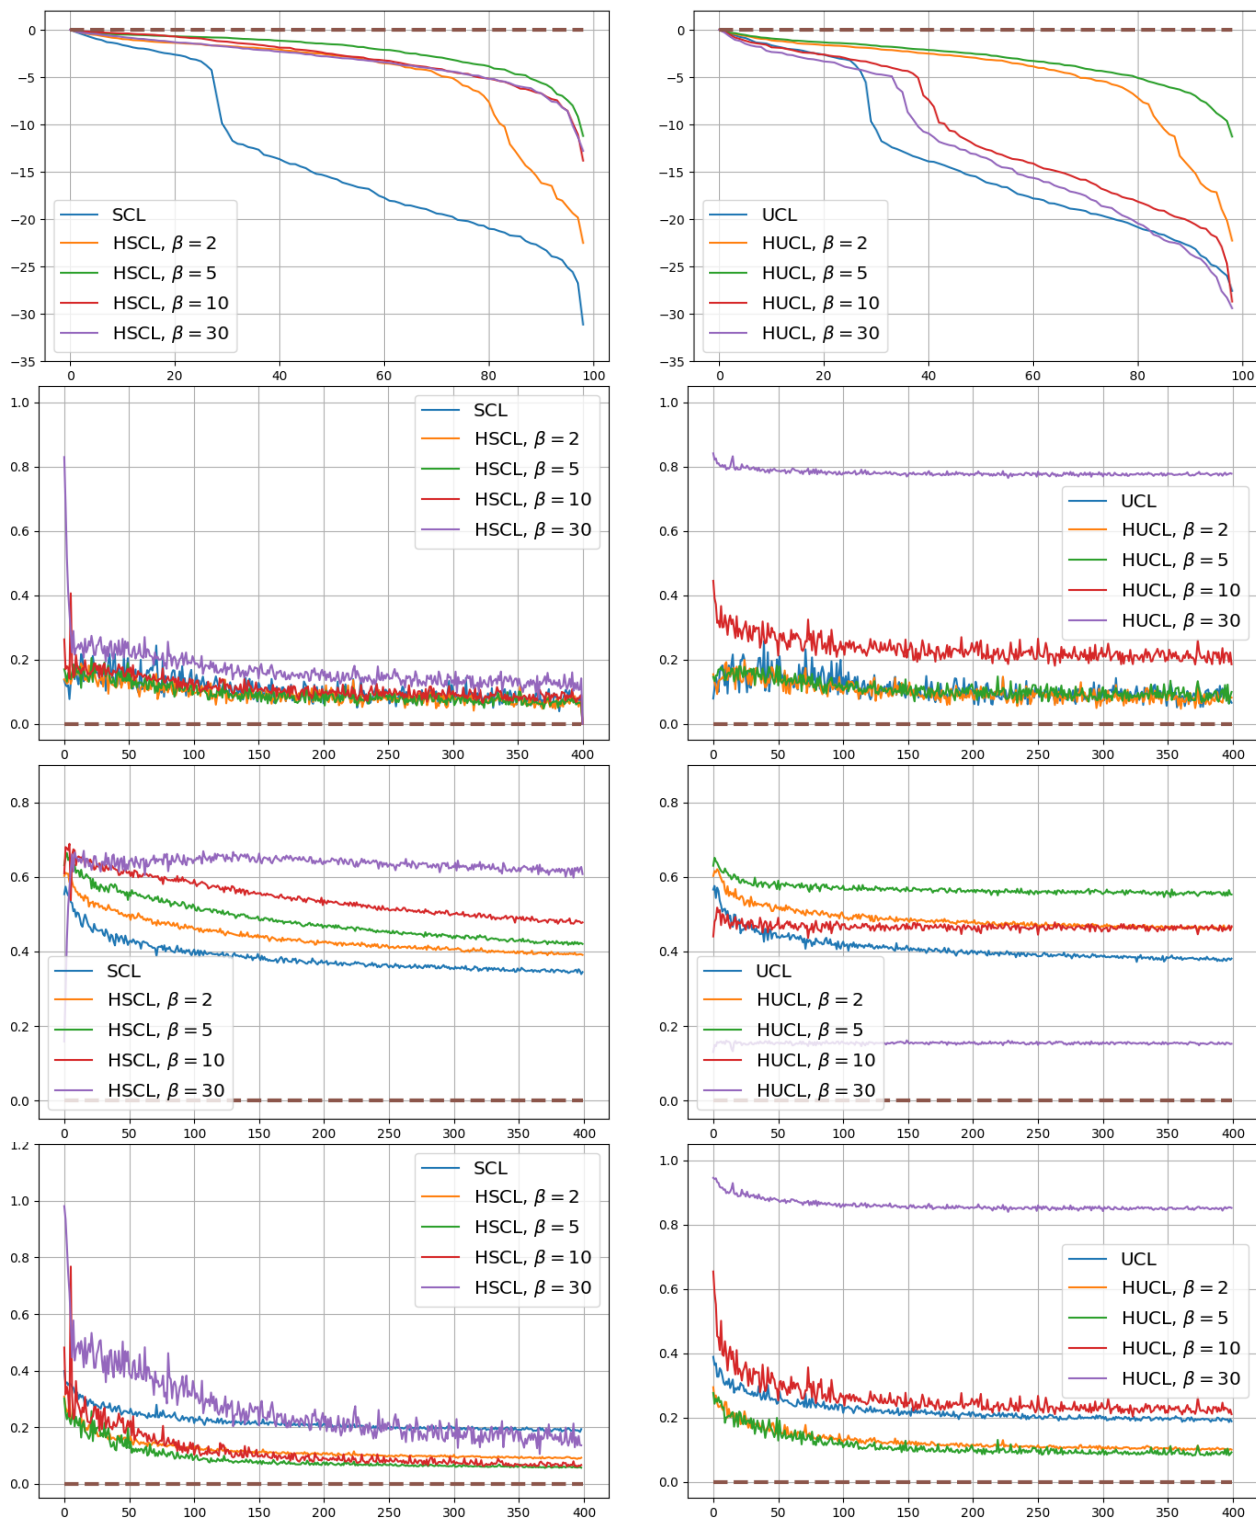 0
−5
−10
−15
−20
−25
−30
−35
0 20 40 60 80 100
SCL
HSCL, β = 2
HSCL, β = 5
HSCL, β = 10
HSCL, β = 30
0
−5
−10
−15
−20
−25
−30
−35
0 20 40 60 80 100
UCL
HUCL, β = 2
HUCL, β = 5
HUCL, β = 10
HUCL, β = 30
1.0
0.8
0.6
0.4
0.2
0.0
0 50 100 150 200 250 300 350 400
SCL
HSCL, β = 2
HSCL, β = 5
HSCL, β = 10
HSCL, β = 30
1.0
0.8
0.6
0.4
0.2
0.0
0 50 100 150 200 250 300 350 400
UCL
HUCL, β = 2
HUCL, β = 5
HUCL, β = 10
HUCL, β = 30
0.8
0.6
0.4
0.2
0.0
0 50 100 150 200 250 300 350 400
SCL
HSCL, β = 2
HSCL, β = 5
HSCL, β = 10
HSCL, β = 30
0.8
0.6
0.4
0.2
0.0
0 50 100 150 200 250 300 350 400
UCL
HUCL, β = 2
HUCL, β = 5
HUCL, β = 10
HUCL, β = 30
1.2
1.0
0.8
0.6
0.4
0.2
0.0
0 50 100 150 200 250 300 350 400
SCL
HSCL, β = 2
HSCL, β = 5
HSCL, β = 10
HSCL, β = 30
1.0
0.8
0.6
0.4
0.2
0.0
0 50 100 150 200 250 300 350 400
UCL
HUCL, β = 2
HUCL, β = 5
HUCL, β = 10
HUCL, β = 30